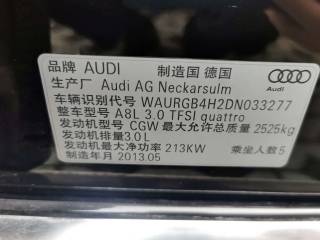 品牌 AUDI 制造国 德国
生产厂 Audi AG Neckarsulm
Audi
车辆识别代号 WAURGB4H2DN033277
整车型号 A8L 3.0 TFSI quattro
发动机型号 CGW 最大允许总质量 2525kg
发动机排量 3.0 L
发动机最大净功率 213KW 乘坐人数 5
制造年月 2013.05